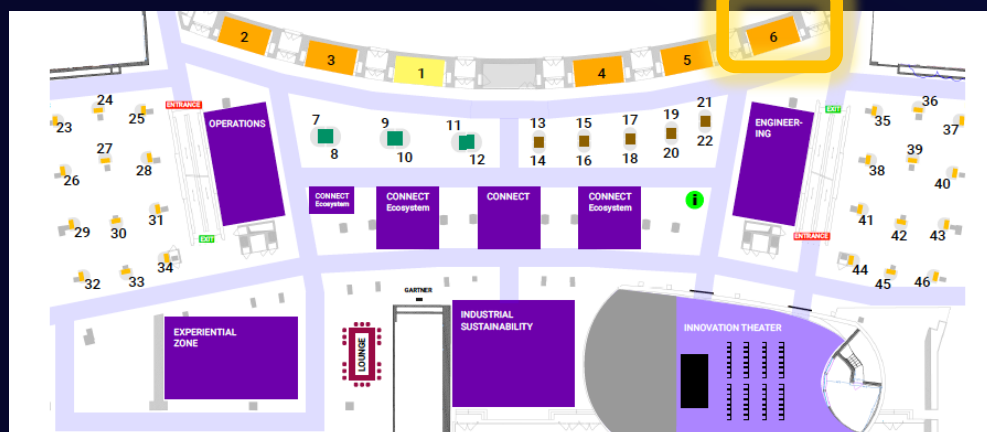 2
3
1
4
5
6
24
23
25
ENTRANCE
OPERATIONS
7
8
9
10
11
12
13
14
15
16
17
18
19
20
21
22
ENGINEER-
ING
EXIT
35
36
37
27
26
28
38
39
40
CONNECT
Ecosystem
CONNECT
Ecosystem
CONNECT
CONNECT
Ecosystem
i
29
30
31
EXIT
41
42
43
ENTRANCE
32
33
34
44
45
46
GARTNER
EXPERIENTIAL
ZONE
LOUNGE
INDUSTRIAL
SUSTAINABILITY
INNOVATION THEATER